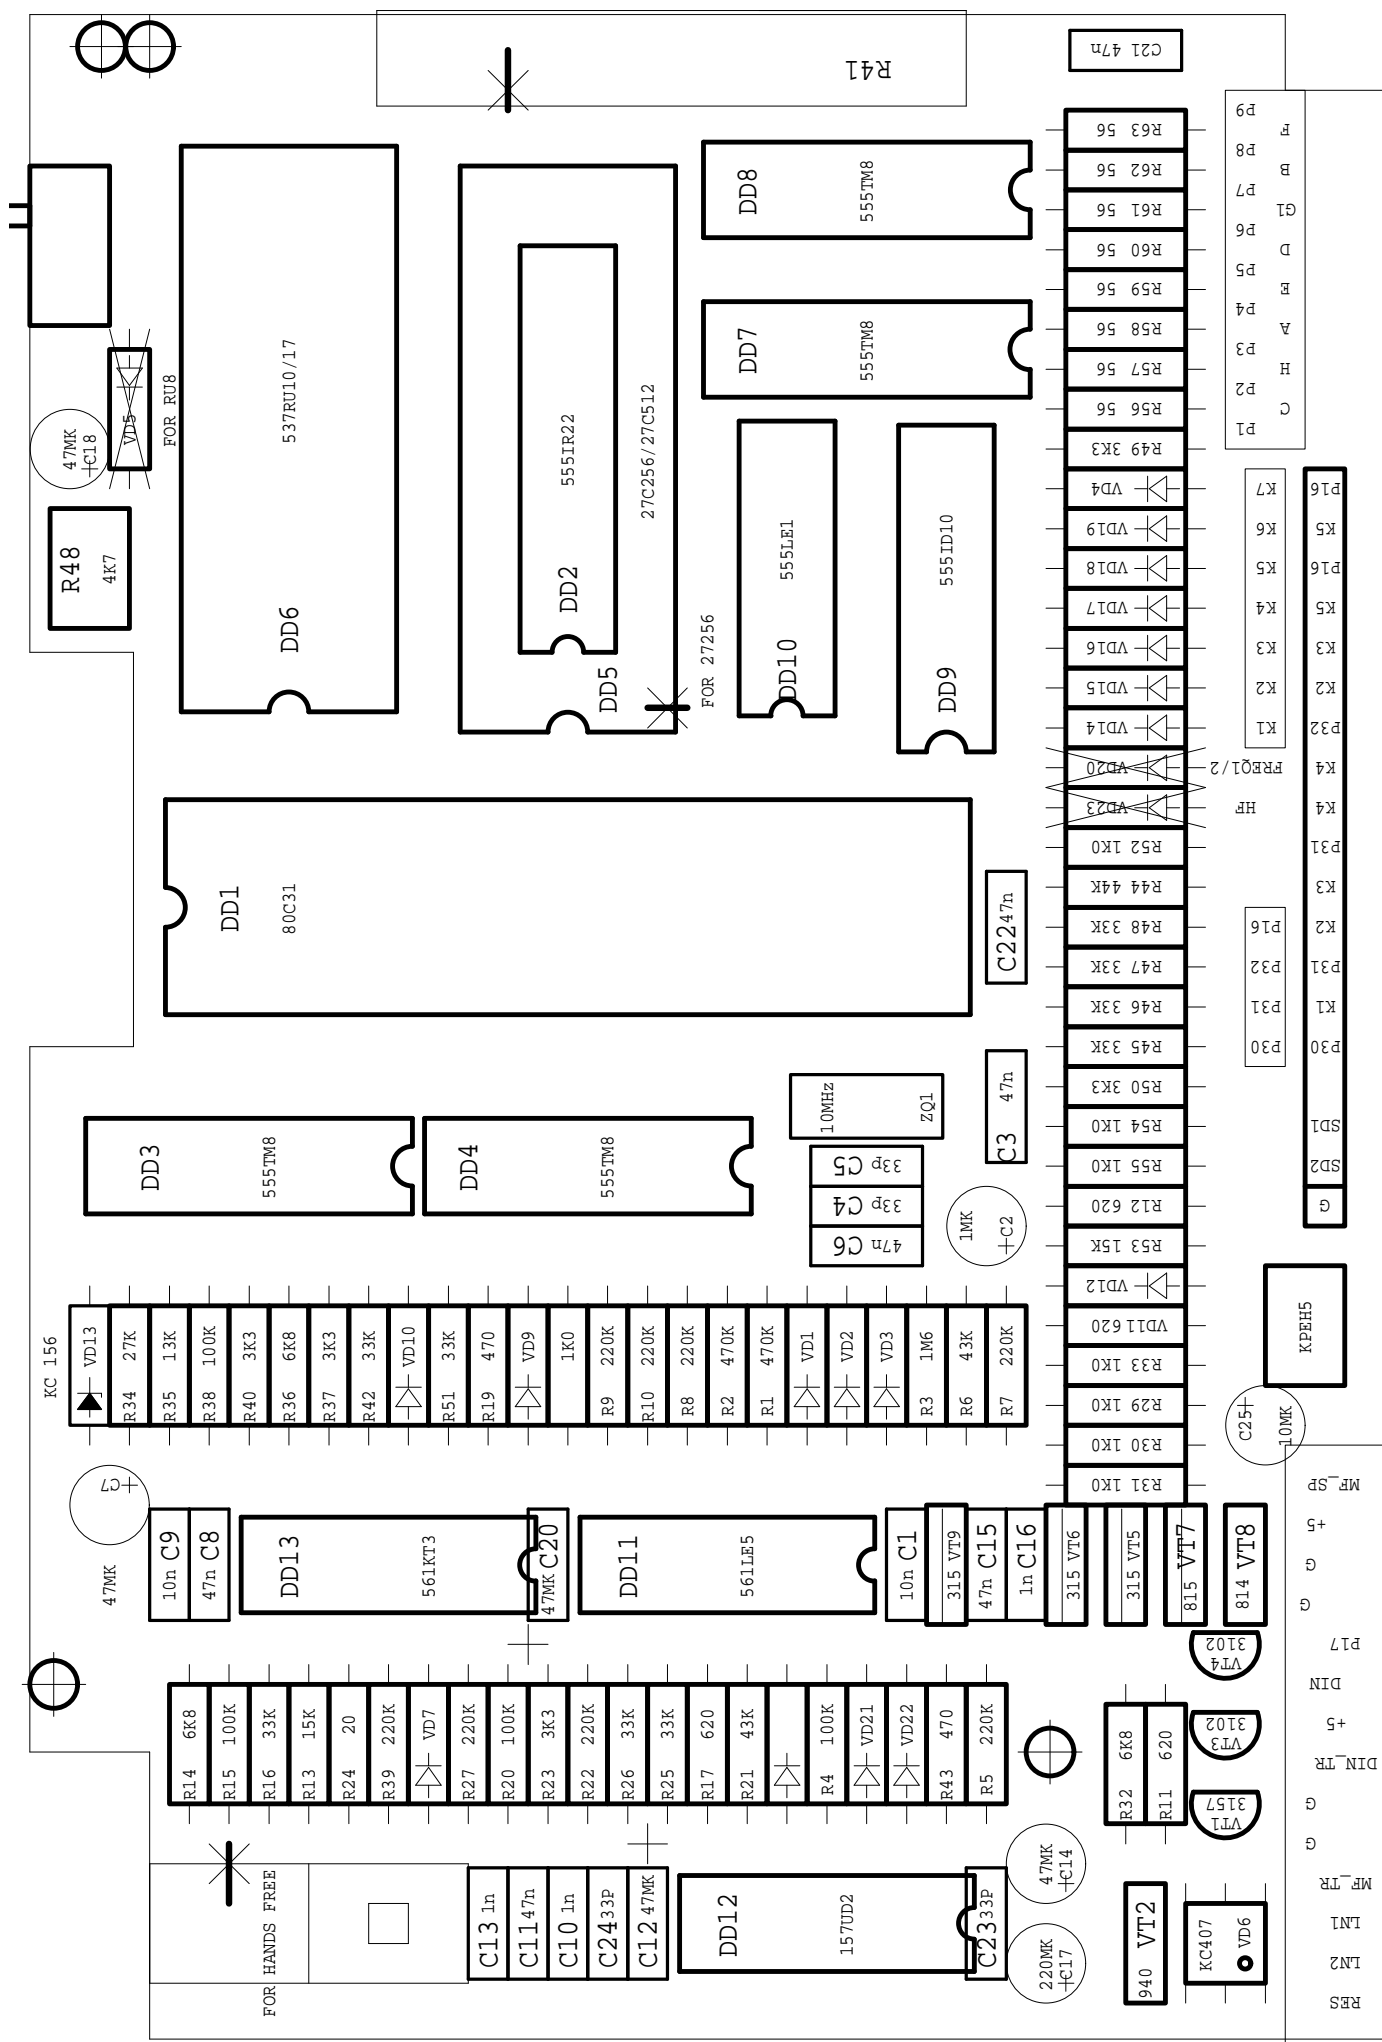 R41
C21 47n
R63 56
R62 56
R61 56
R60 56
R59 56
R58 56
R57 56
R56 56
R49 3K3
VD4
VD19
VD18
VD17
VD16
VD15
VD14
VD20
VD23
R52 1K0
R44 44K
R48 33K
R47 33K
R46 33K
R45 33K
R50 3K3
R54 1K0
R55 1K0
R12 620
R53 15K
VD12
VD11 620
R33 1K0
R29 1K0
R30 1K0
R31 1K0
P9
P8
P7
P6
P5
P4
P3
P2
P1
F
B
G1
D
E
A
H
C
K7
K6
K5
K4
K3
K2
K1
FREQ1/2
HF
P16
P32
P31
P30
P16
K5
P16
K5
K3
K2
P32
K4
K4
P31
K3
K2
P31
K1
P30
SD1
SD2
G
DD8
555TM8
DD7
555TM8
DD6
537RU10/17
DD2
555IR22
DD5
27C256/27C512
FOR 27256
DD10
555LE1
DD9
555ID10
47MK
+C18
VD5
FOR RU8
R48
4K7
DD1
80C31
C22 47n
C3 47n
10MHz
ZQ1
33p C5
33p C4
47n C6
1MK
+C2
DD3
555TM8
DD4
555TM8
KC 156
VD13
R34 27K
R35 13K
R38 100K
R40 3K3
R36 6K8
R37 3K3
R42 33K
VD10
R51 33K
R19 470
VD9
1K0
R9 220K
R10 220K
R8 220K
R2 470K
R1 470K
VD1
VD2
VD3
R3 1M6
R6 43K
R7 220K
KPEH5
C25+
10MK
C7+
47MK
10n C9
47n C8
DD13
561KT3
47MK C20
DD11
561LE5
10n C1
315 VT9
47n C15
1n C16
315 VT6
315 VT5
815 VT7
814 VT8
3102
VT4
3102
VT3
3157
VT1
MF_SP
+5
G
G
P17
DIN
+5
DIN_TR
G
G
MF_TR
LN1
LN2
RES
R14 6K8
R15 100K
R16 33K
R13 15K
R24 20
R39 220K
VD7
R27 220K
R20 100K
R23 3K3
R22 220K
R26 33K
R25 33K
R17 620
R21 43K
R4 100K
VD21
VD22
R43 470
R5 220K
R32 6K8
R11 620
FOR HANDS FREE
C13 1n
C11 47n
C10 1n
C24 33P
C12 47MK
DD12
157UD2
C23 33P
47MK
+C14
220MK
+C17
940 VT2
KC407
VD6